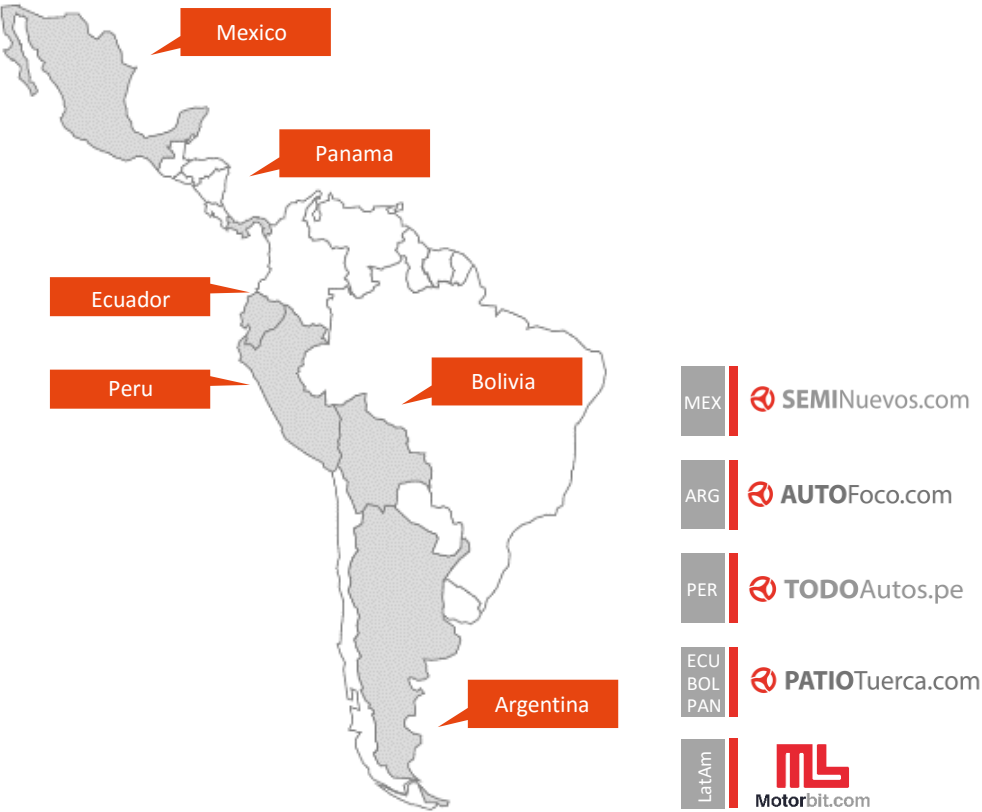 Mexico
Panama
Ecuador
Peru
Bolivia
Argentina
MEX
SEMINuevos.com
ARG
AUTOFoco.com
PER
TODOAutos.pe
ECU
BOL
PAN
PATIOTuerca.com
LatAm
Mb
Motorbit.com